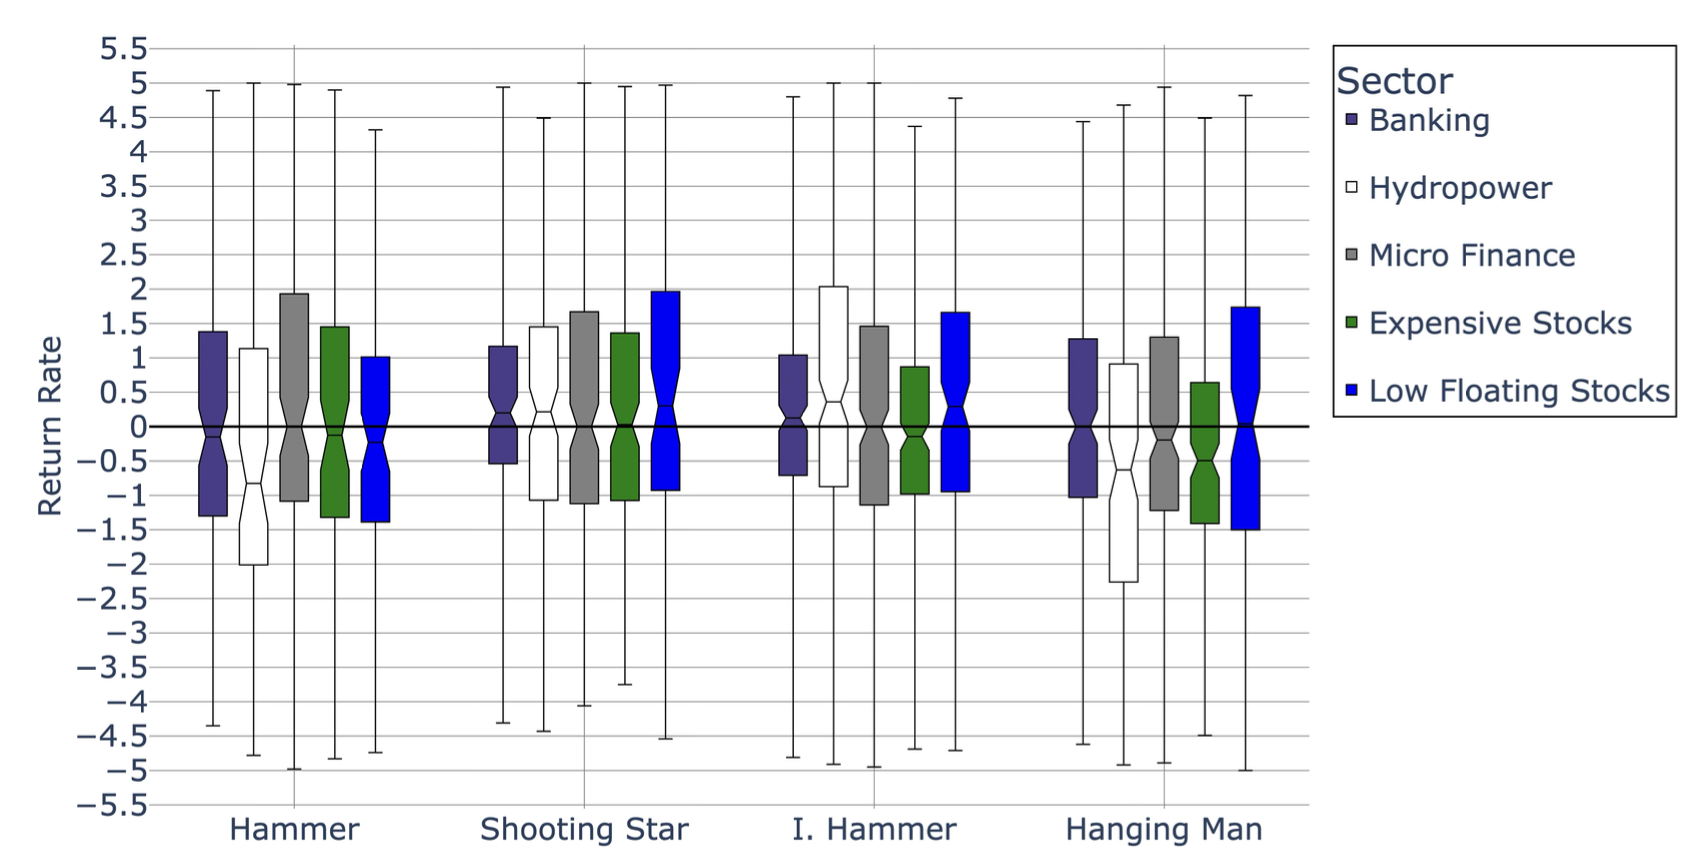 5.5
5
4.5
4
3.5
3
2.5
2
1.5
1
0.5
0
−0.5
−1
−1.5
−2
−2.5
−3
−3.5
−4
−4.5
−5
−5.5
Return Rate
Hammer
Shooting Star
I. Hammer
Hanging Man
Sector
Banking
Hydropower
Micro Finance
Expensive Stocks
Low Floating Stocks